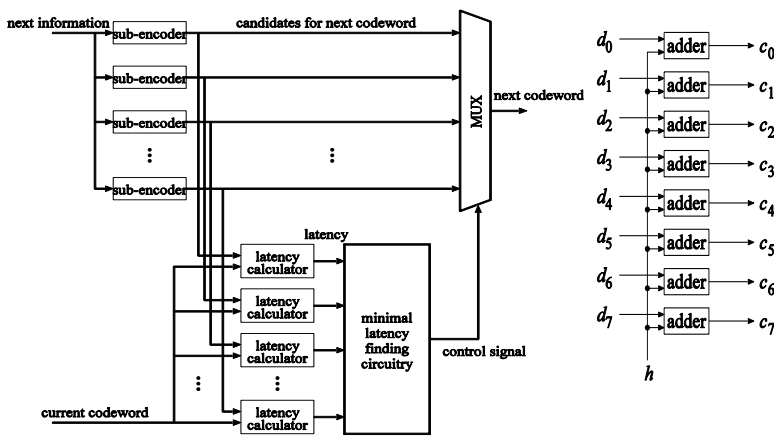 next information
candidates for next codeword
sub-encoder
sub-encoder
sub-encoder
sub-encoder
MUX
next codeword
latency
latency
calculator
latency
calculator
latency
calculator
latency
calculator
minimal
latency
finding
circuitry
control signal
current codeword
d0 adder c0
d1 adder c1
d2 adder c2
d3 adder c3
d4 adder c4
d5 adder c5
d6 adder c6
d7 adder c7
h